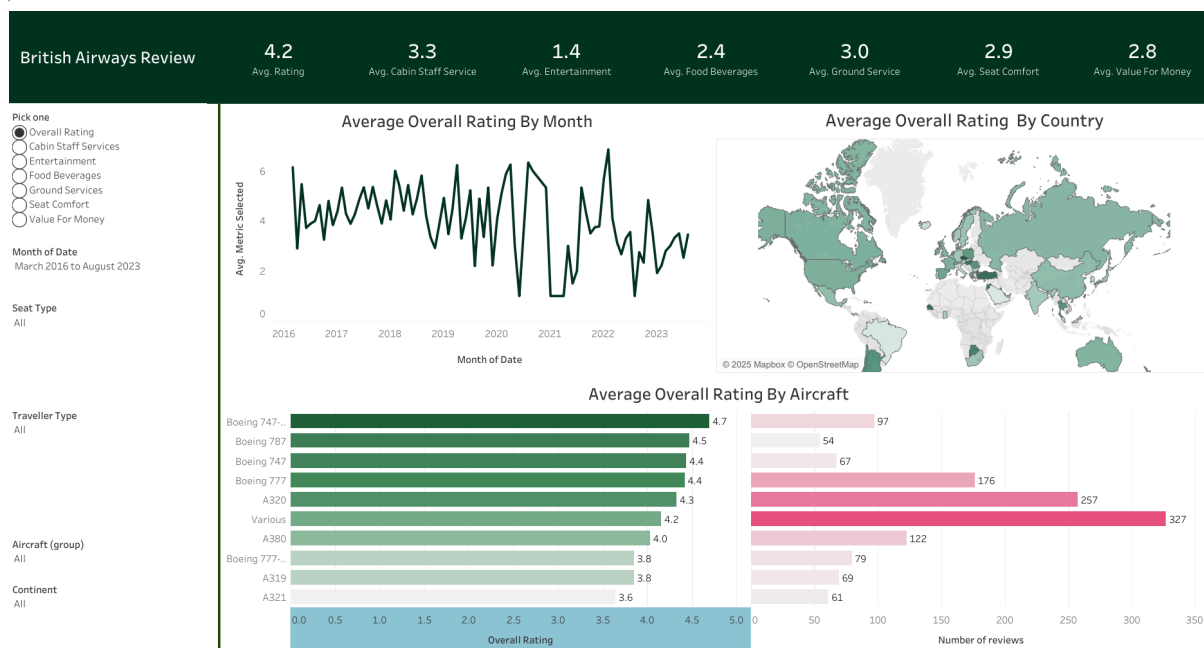 British Airways Review
4.2
Avg. Rating
3.3
Avg. Cabin Staff Service
1.4
Avg. Entertainment
2.4
Avg. Food Beverages
3.0
Avg. Ground Service
2.9
Avg. Seat Comfort
2.8
Avg. Value For Money
Pick one
Overall Rating
Cabin Staff Services
Entertainment
Food Beverages
Ground Services
Seat Comfort
Value For Money
Month of Date
March 2016 to August 2023
Seat Type
All
Traveller Type
All
Aircraft (group)
All
Continent
All
Average Overall Rating By Month
Avg. Metric Selected
6
4
2
0
2016 2017 2018 2019 2020 2021 2022 2023
Month of Date
Average Overall Rating By Country
© 2025 Mapbox © OpenStreetMap
Average Overall Rating By Aircraft
Boeing 747-.. 4.7 97
Boeing 787 4.5 54
Boeing 747 4.4 67
Boeing 777 4.4 176
A320 4.3 257
Various 4.2 327
A380 4.0 122
Boeing 777-.. 3.8 79
A319 3.8 69
A321 3.6 61
0.0 0.5 1.0 1.5 2.0 2.5 3.0 3.5 4.0 4.5 5.0
Overall Rating
0 50 100 150 200 250 300 350
Number of reviews